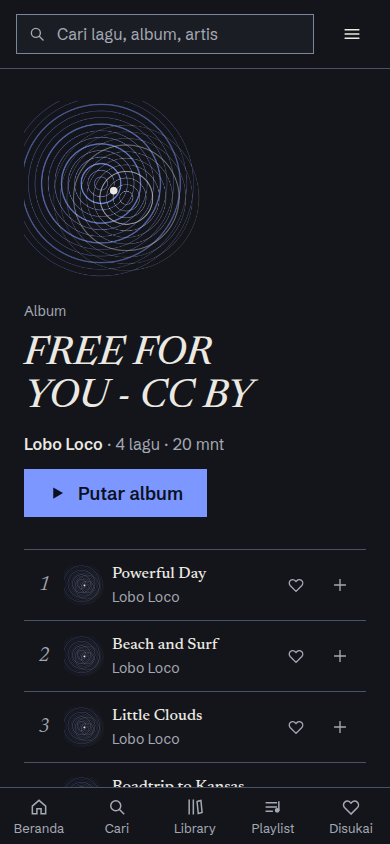 Cari lagu, album, artis
Album
FREE FOR
YOU - CC BY
Lobo Loco · 4 lagu · 20 mnt
Putar album
1
Powerful Day
Lobo Loco
2
Beach and Surf
Lobo Loco
3
Little Clouds
Lobo Loco
Roadtrip to Kansas
Beranda
Cari
Library
Playlist
Disukai